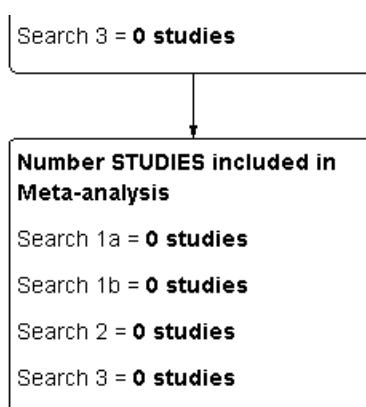 Search 3 = 0 studies
Number STUDIES included in
Meta-analysis
Search 1a = 0 studies
Search 1b = 0 studies
Search 2 = 0 studies
Search 3 = 0 studies